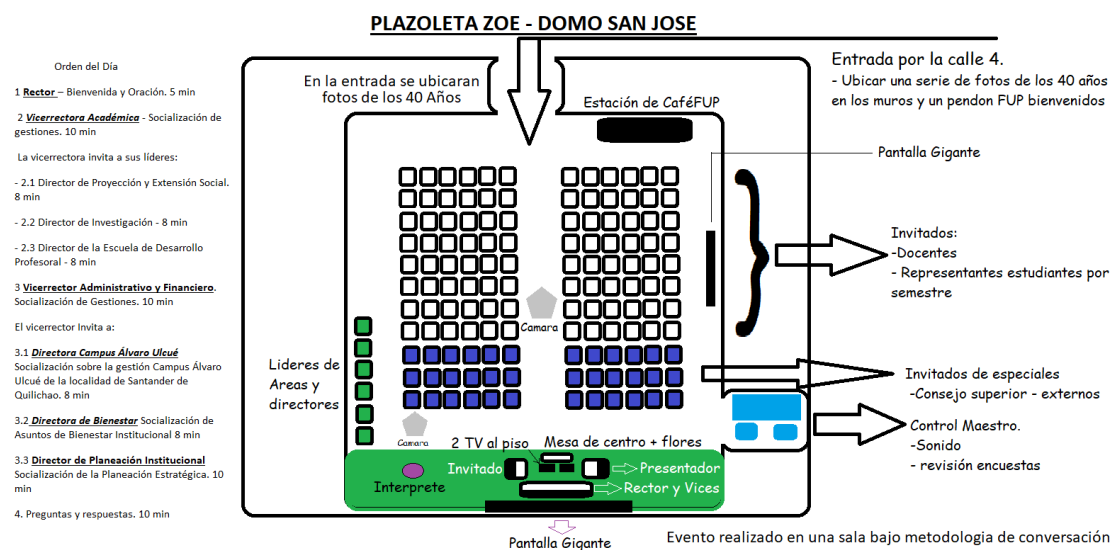 PLAZOLETA ZOE - DOMO SAN JOSE
Orden del Día
1 Rector – Bienvenida y Oración. 5 min
2 Vicerrectora Académica - Socialización de
gestiones. 10 min
La vicerrectora invita a sus líderes:
- 2.1 Director de Proyección y Extensión Social.
8 min
- 2.2 Director de Investigación - 8 min
- 2.3 Director de la Escuela de Desarrollo
Profesoral - 8 min
3 Vicerrector Administrativo y Financiero.
Socialización de Gestiones. 10 min
El vicerrector Invita a:
3.1 Directora Campus Álvaro Ulcué
Socialización sobre la gestión Campus Álvaro
Ulcué de la localidad de Santander de
Quilichao. 8 min
3.2 Directora de Bienestar Socialización de
Asuntos de Bienestar Institucional 8 min
3.3 Director de Planeación Institucional
Socialización de la Planeación Estratégica. 10
min
4. Preguntas y respuestas. 10 min
En la entrada se ubicaran
fotos de los 40 Años
Estación de CaféFUP
Entrada por la calle 4.
- Ubicar una serie de fotos de los 40 años
en los muros y un pendon FUP bienvenidos
Pantalla Gigante
Invitados:
-Docentes
- Representantes estudiantes por
semestre
Camara
Lideres de
Areas y
directores
Invitados de especiales
-Consejo superior - externos
Control Maestro.
-Sonido
- revisión encuestas
Camara
2 TV al piso
Mesa de centro + flores
Invitado
Presentador
Interprete
Rector y Vices
Pantalla Gigante
Evento realizado en una sala bajo metodologia de conversación